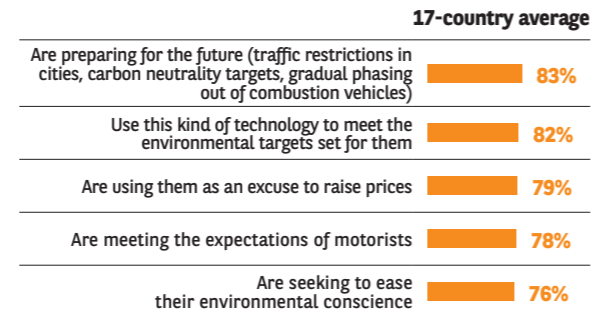 17-country average
Are preparing for the future (traffic restrictions in
cities, carbon neutrality targets, gradual phasing
out of combustion vehicles)
83%
Use this kind of technology to meet the
environmental targets set for them
82%
Are using them as an excuse to raise prices
79%
Are meeting the expectations of motorists
78%
Are seeking to ease
their environmental conscience
76%